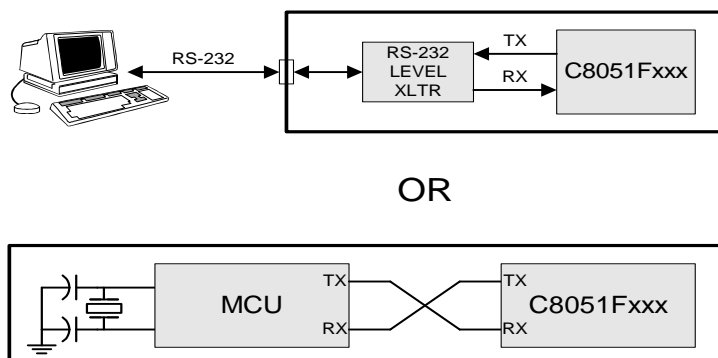 RS-232
RS-232
LEVEL
XLTR
TX
RX
C8051Fxxx
OR
MCU
TX
RX
TX
RX
C8051Fxxx